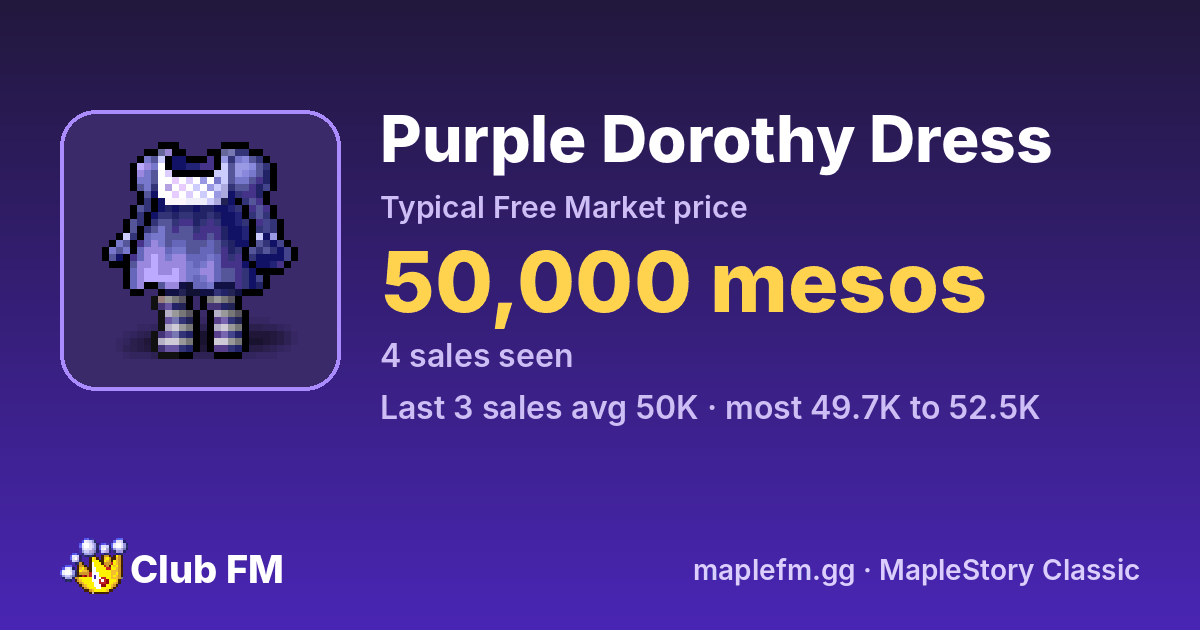 Purple Dorothy Dress
Typical Free Market price
50,000 mesos
4 sales seen
Last 3 sales avg 50K · most 49.7K to 52.5K
Club FM
maplefm.gg · MapleStory Classic